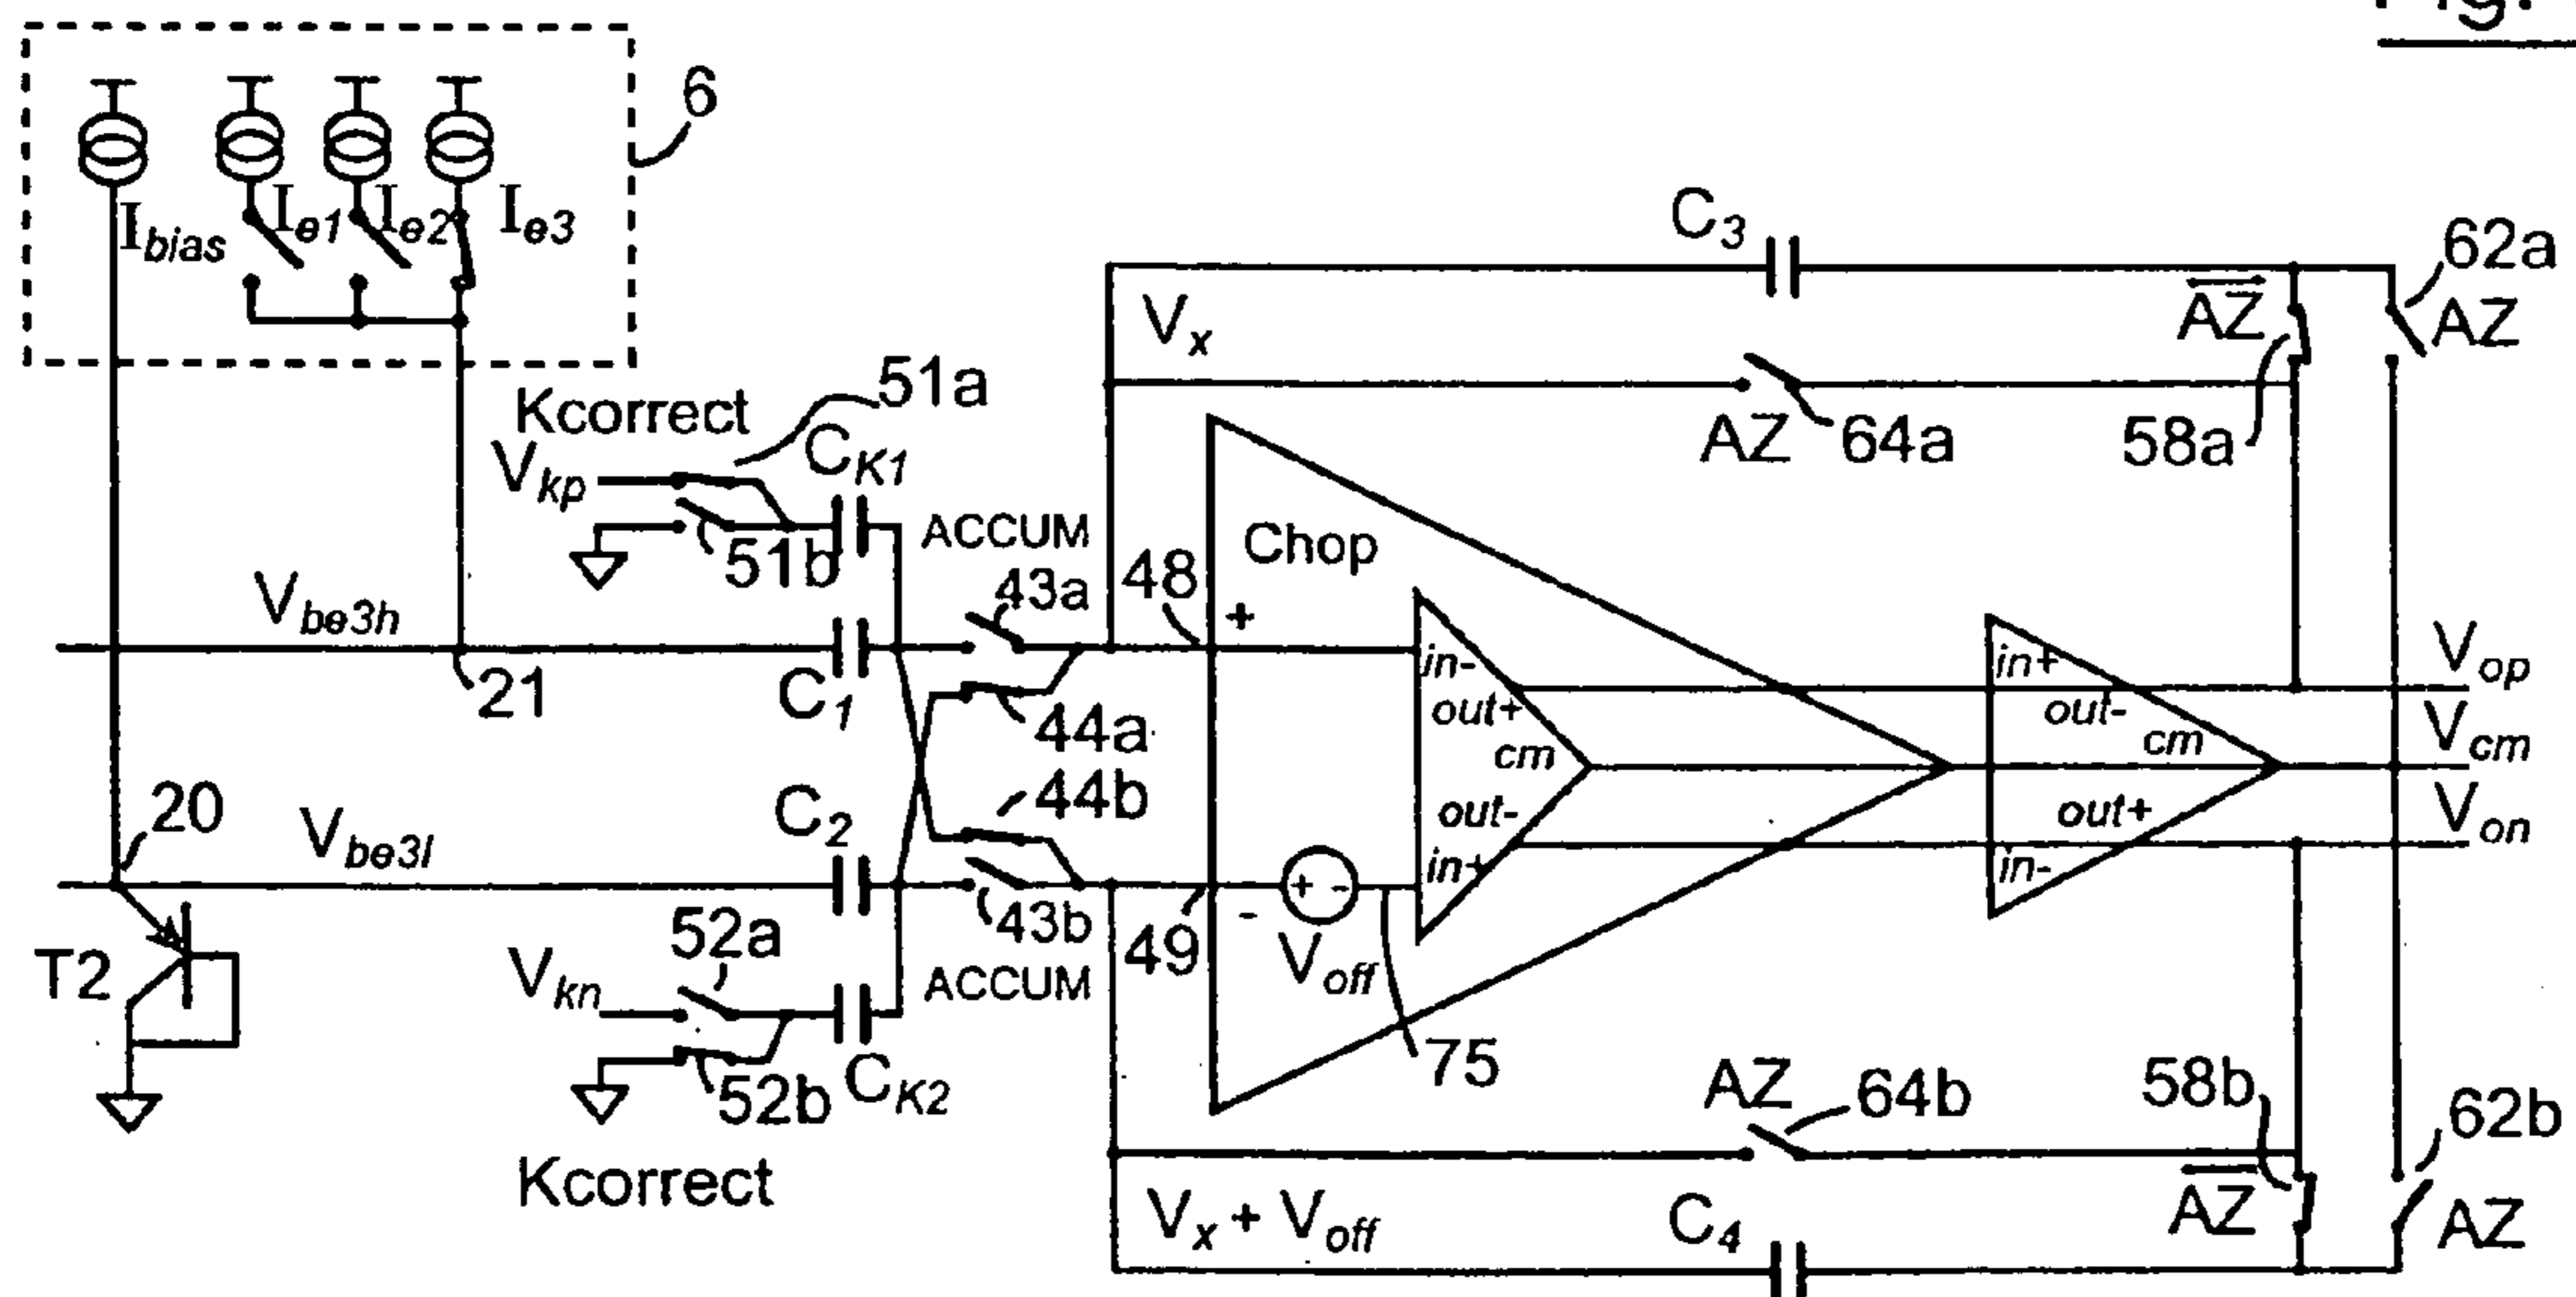 Fig.
6
I_bias
I_e1
I_e2
I_e3
C_3
62a
V_x
AZ
AZ
51a
Kcorrect
V_kp
C_K1
AZ
64a
58a
51b
ACCUM
43a
48
Chop
V_be3h
+
21
C_1
44a
in-
out+
cm
in+
out-
cm
V_op
V_cm
20
V_be3l
C_2
44b
out-
in+
out+
in-
V_on
T2
52a
V_kn
43b
ACCUM
49
-
+ -
V_off
52b
C_K2
75
AZ
64b
58b
62b
Kcorrect
V_x + V_off
C_4
AZ
AZ